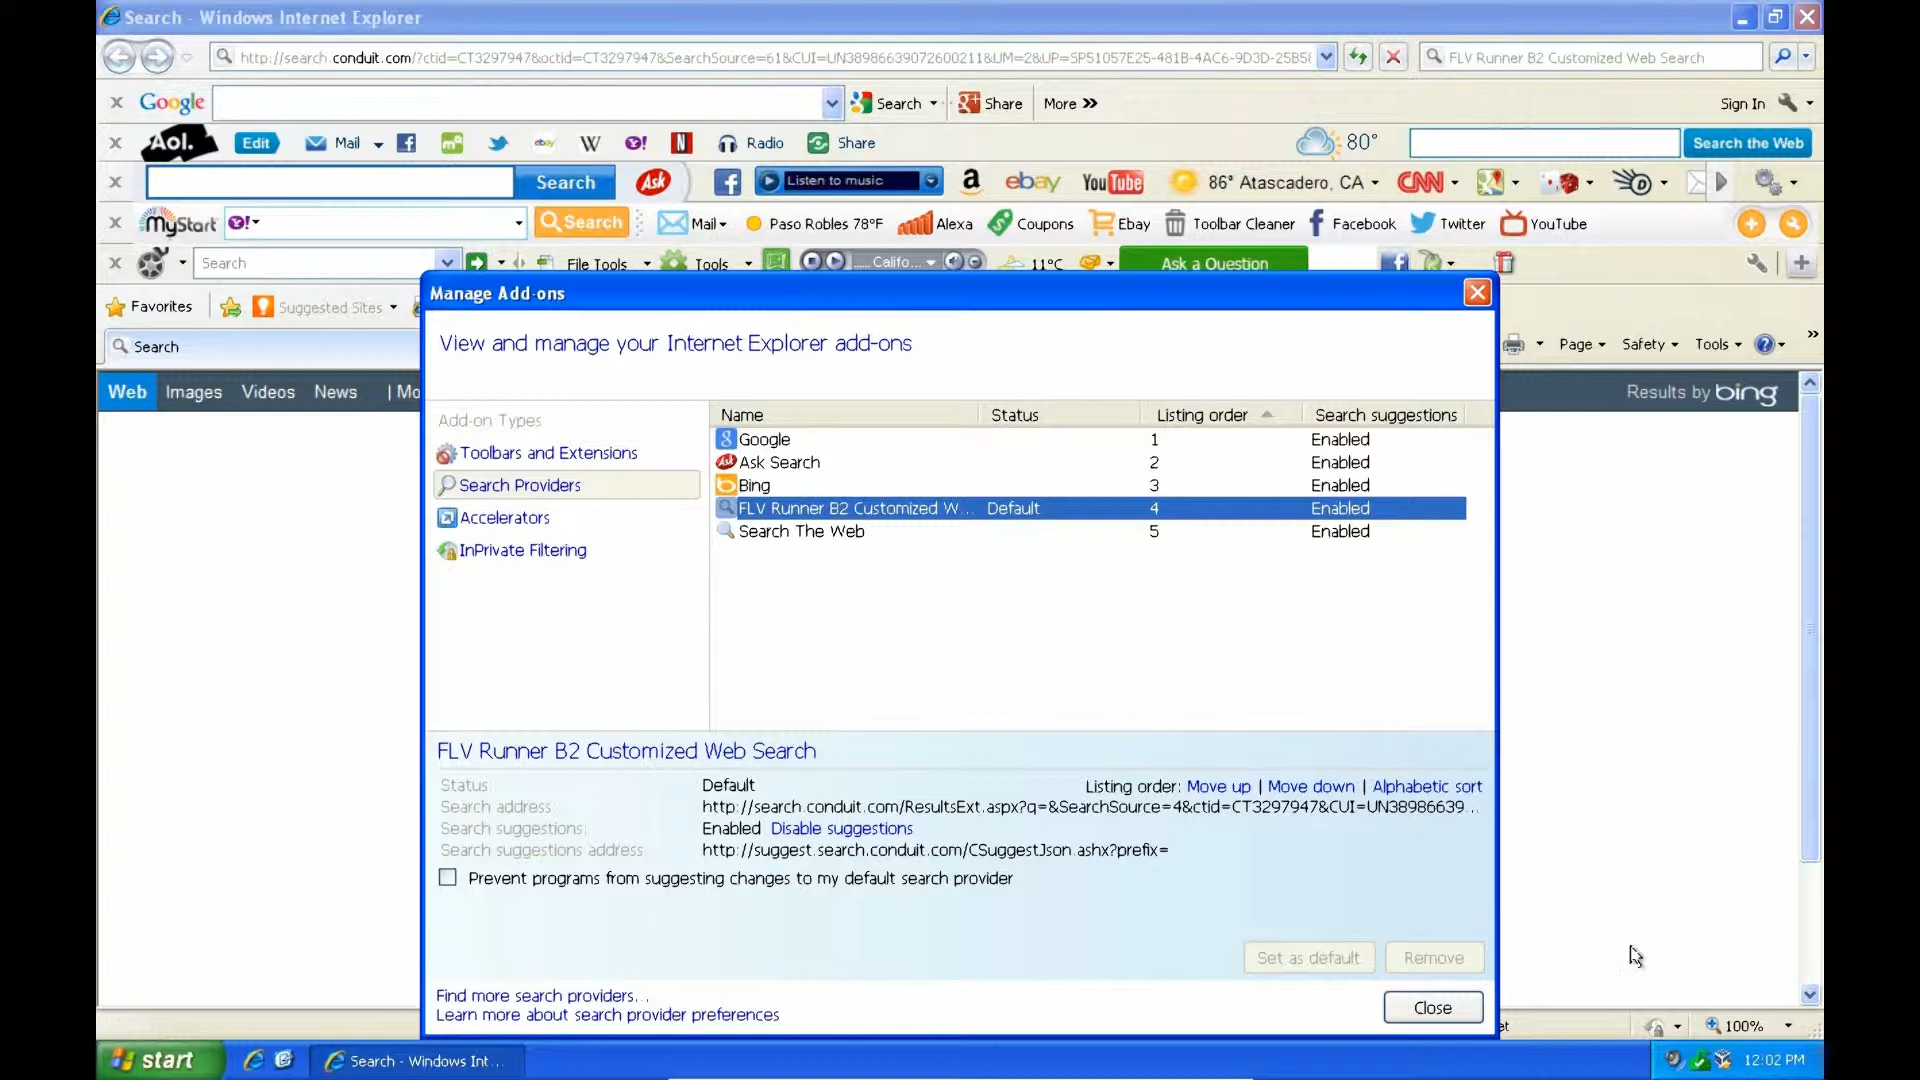 Search - Windows Internet Explorer
http://search.conduit.com/?ctid=CT3297947&octid=CT3297947&SearchSource=61&CUI=UN38986639072600211&UM=2&UP=SP51057E25-481B-4AC6-9D3D-25B58
FLV Runner B2 Customized Web Search
Google Search Share More »
Sign In
Aol. Edit Mail ebay W Y! N Radio Share 80° Search the Web
Search Ask Listen to music a ebay YouTube 86° Atascadero, CA CNN
MyStart Y! Search Mail Paso Robles 78°F Alexa Coupons Ebay Toolbar Cleaner Facebook Twitter YouTube
Search File Tools Tools ..... Califo... 11°C Ask a Question
Favorites Suggested Sites
Search
Page Safety Tools »
Web Images Videos News | Mo
Results by bing
Manage Add-ons
View and manage your Internet Explorer add-ons
Add-on Types
Toolbars and Extensions
Search Providers
Accelerators
InPrivate Filtering
Name Status Listing order Search suggestions
Google 1 Enabled
Ask Search 2 Enabled
Bing 3 Enabled
FLV Runner B2 Customized W... Default 4 Enabled
Search The Web 5 Enabled
FLV Runner B2 Customized Web Search
Status: Default
Listing order: Move up | Move down | Alphabetic sort
Search address: http://search.conduit.com/ResultsExt.aspx?q=&SearchSource=4&ctid=CT3297947&CUI=UN38986639...
Search suggestions: Enabled Disable suggestions
Search suggestions address http://suggest.search.conduit.com/CSuggestJson.ashx?prefix=
Prevent programs from suggesting changes to my default search provider
Set as default Remove
Find more search providers...
Learn more about search provider preferences
Close
et
100%
start
Search - Windows Int...
12:02 PM